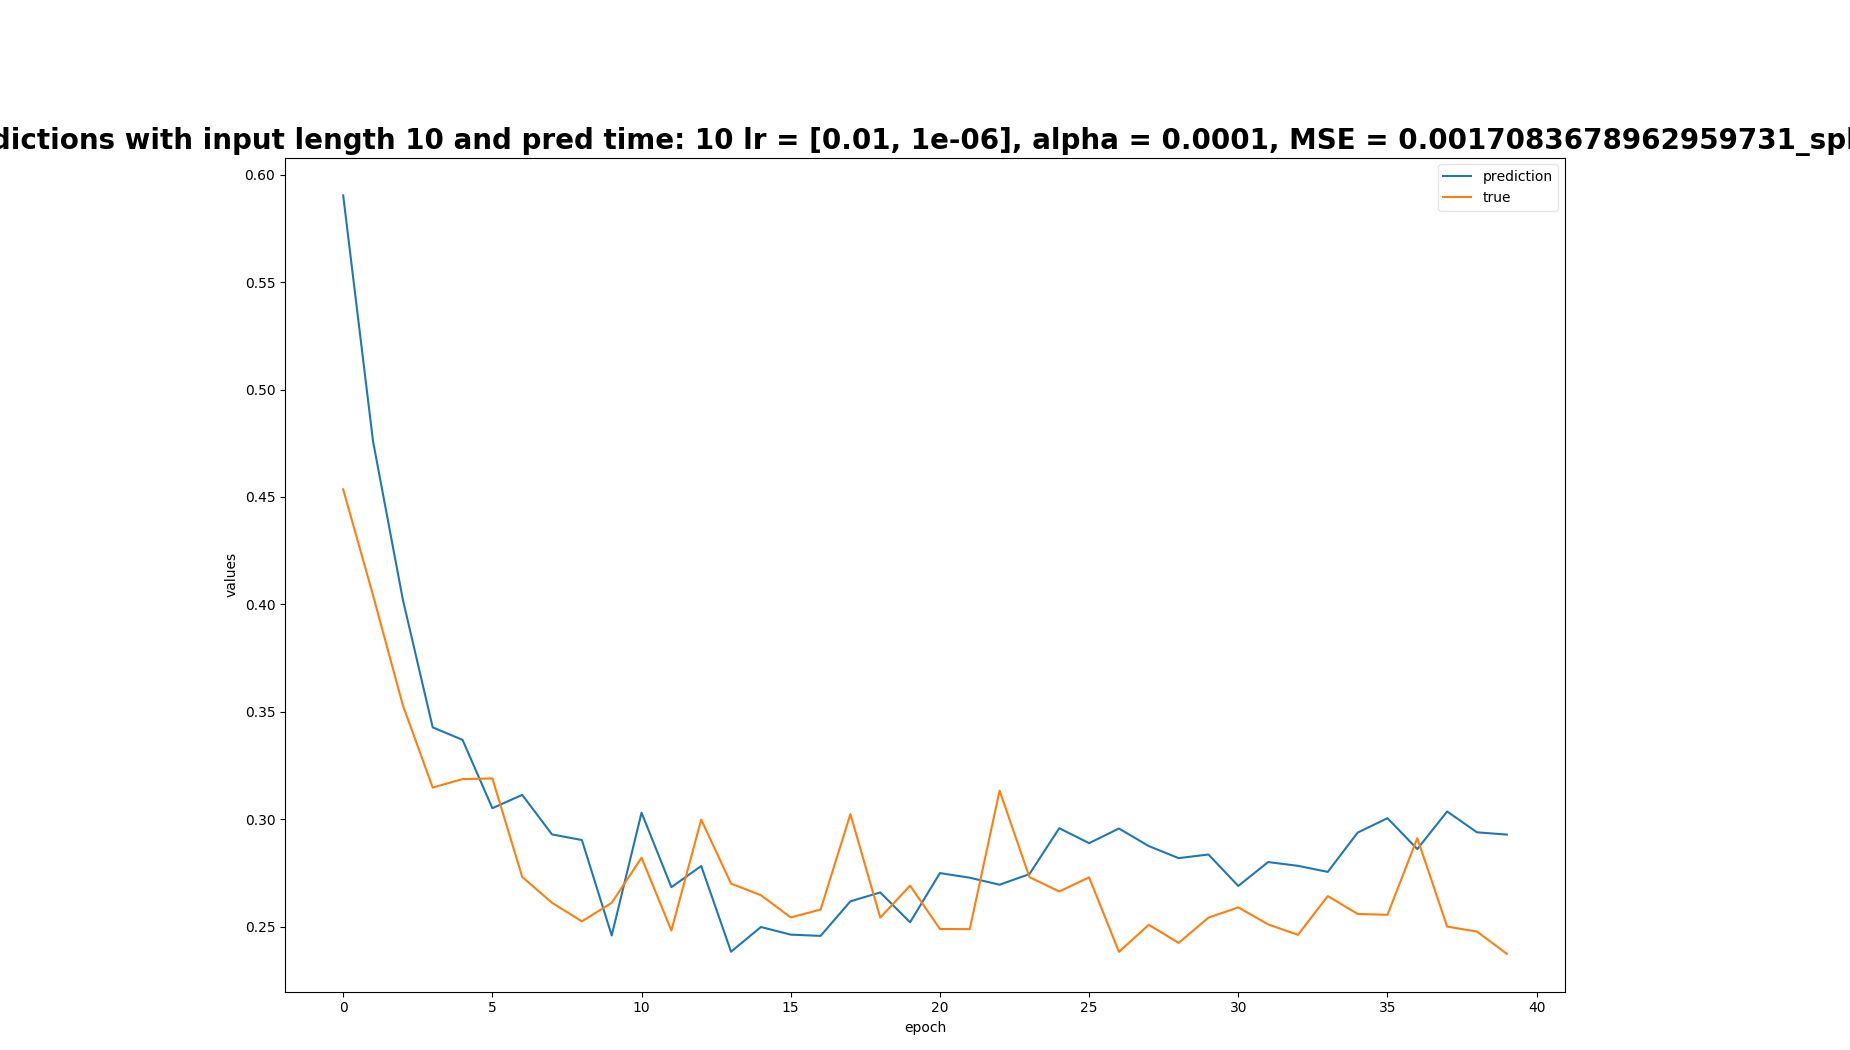 dictions with input length 10 and pred time: 10 lr = [0.01, 1e-06], alpha = 0.0001, MSE = 0.0017083678962959731_spl
prediction
true
0.60
0.55
0.50
0.45
0.40
0.35
0.30
0.25
values
0 5 10 15 20 25 30 35 40
epoch